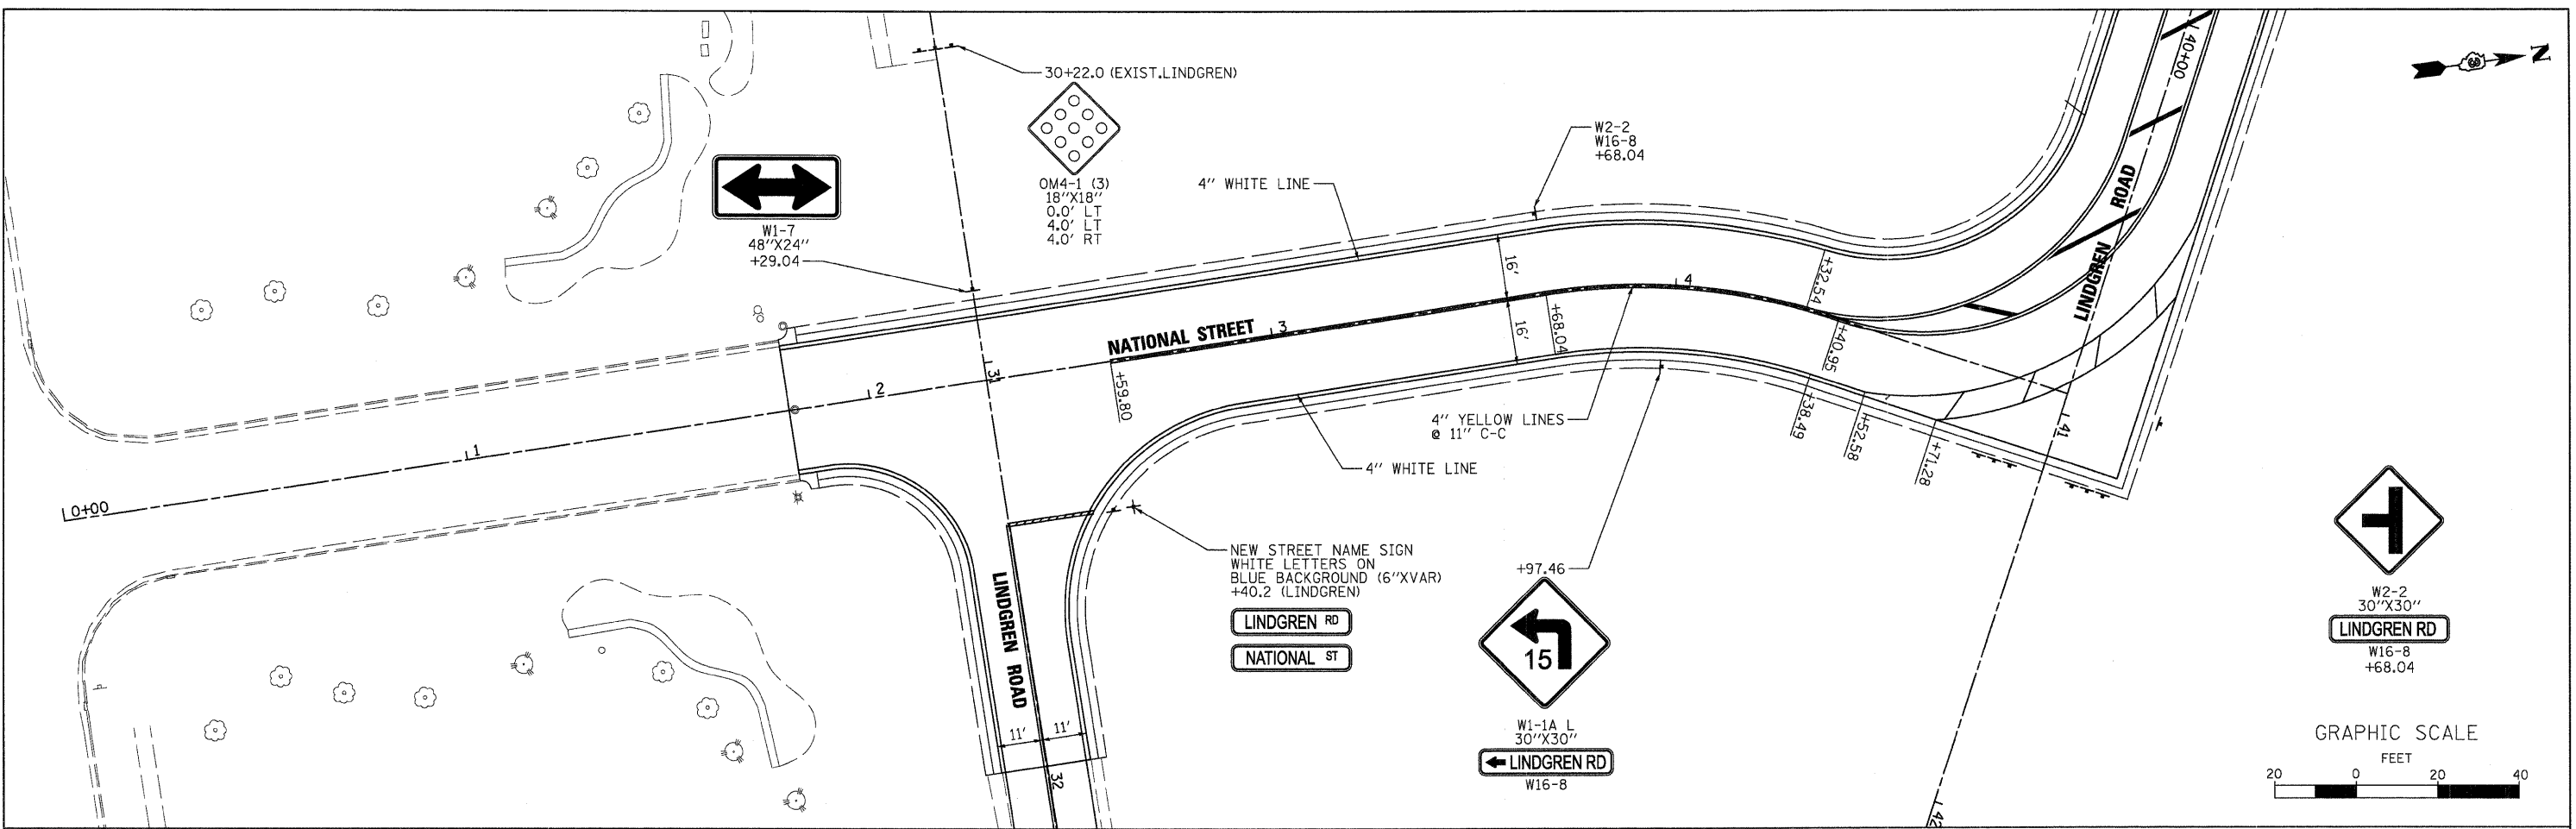 30+22.0 (EXIST.LINDGREN)
OM4-1 (3)
18"X18"
0.0' LT
4.0' LT
4.0' RT
W1-7
48"X24"
+29.04
4" WHITE LINE
W2-2
W16-8
+68.04
40+00
N
LINDGREN ROAD
16'
16'
+68.04
+32.54
4
+40.95
NATIONAL STREET
3
31
2
+59.80
1
0+00
4" YELLOW LINES
@ 11" C-C
4" WHITE LINE
+38.49
+52.58
+71.28
41
42
LINDGREN ROAD
11'
11'
32
NEW STREET NAME SIGN
WHITE LETTERS ON
BLUE BACKGROUND (6"XVAR)
+40.2 (LINDGREN)
LINDGREN RD
NATIONAL ST
+97.46
15
W1-1A L
30"X30"
LINDGREN RD
W16-8
W2-2
30"X30"
LINDGREN RD
W16-8
+68.04
GRAPHIC SCALE
FEET
20 0 20 40